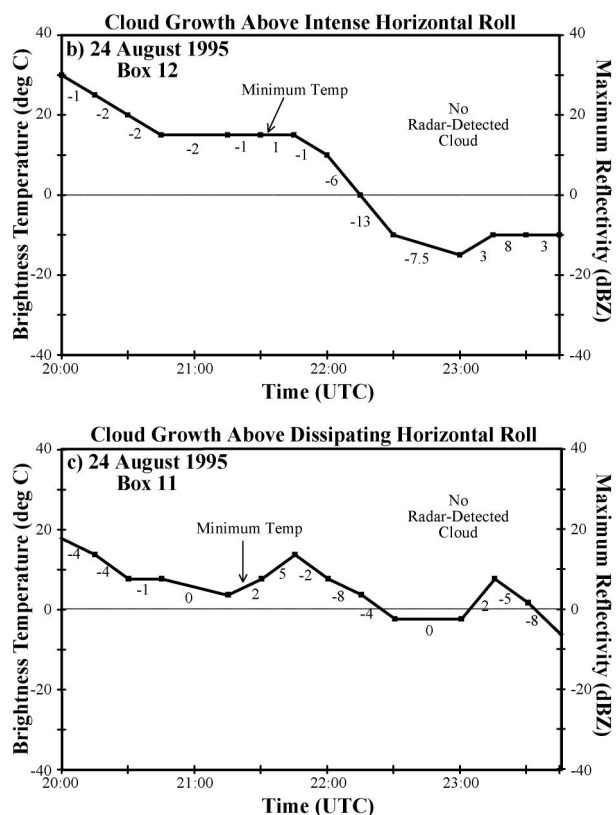 Cloud Growth Above Intense Horizontal Roll
b) 24 August 1995
Box 12
Minimum Temp
No
Radar-Detected
Cloud
Brightness Temperature (deg C)
Maximum Reflectivity (dBZ)
40
20
0
-20
-40
40
20
0
-20
-40
-1
-2
-2
-2
-1
1
-1
-6
-13
-7.5
3
8
3
20:00
21:00
22:00
23:00
Time (UTC)
Cloud Growth Above Dissipating Horizontal Roll
c) 24 August 1995
Box 11
Minimum Temp
No
Radar-Detected
Cloud
Brightness Temperature (deg C)
Maximum Reflectivity (dBZ)
40
20
0
-20
-40
40
20
0
-20
-40
-4
-4
-1
0
2
5
-2
-8
-4
0
2
-5
-8
20:00
21:00
22:00
23:00
Time (UTC)